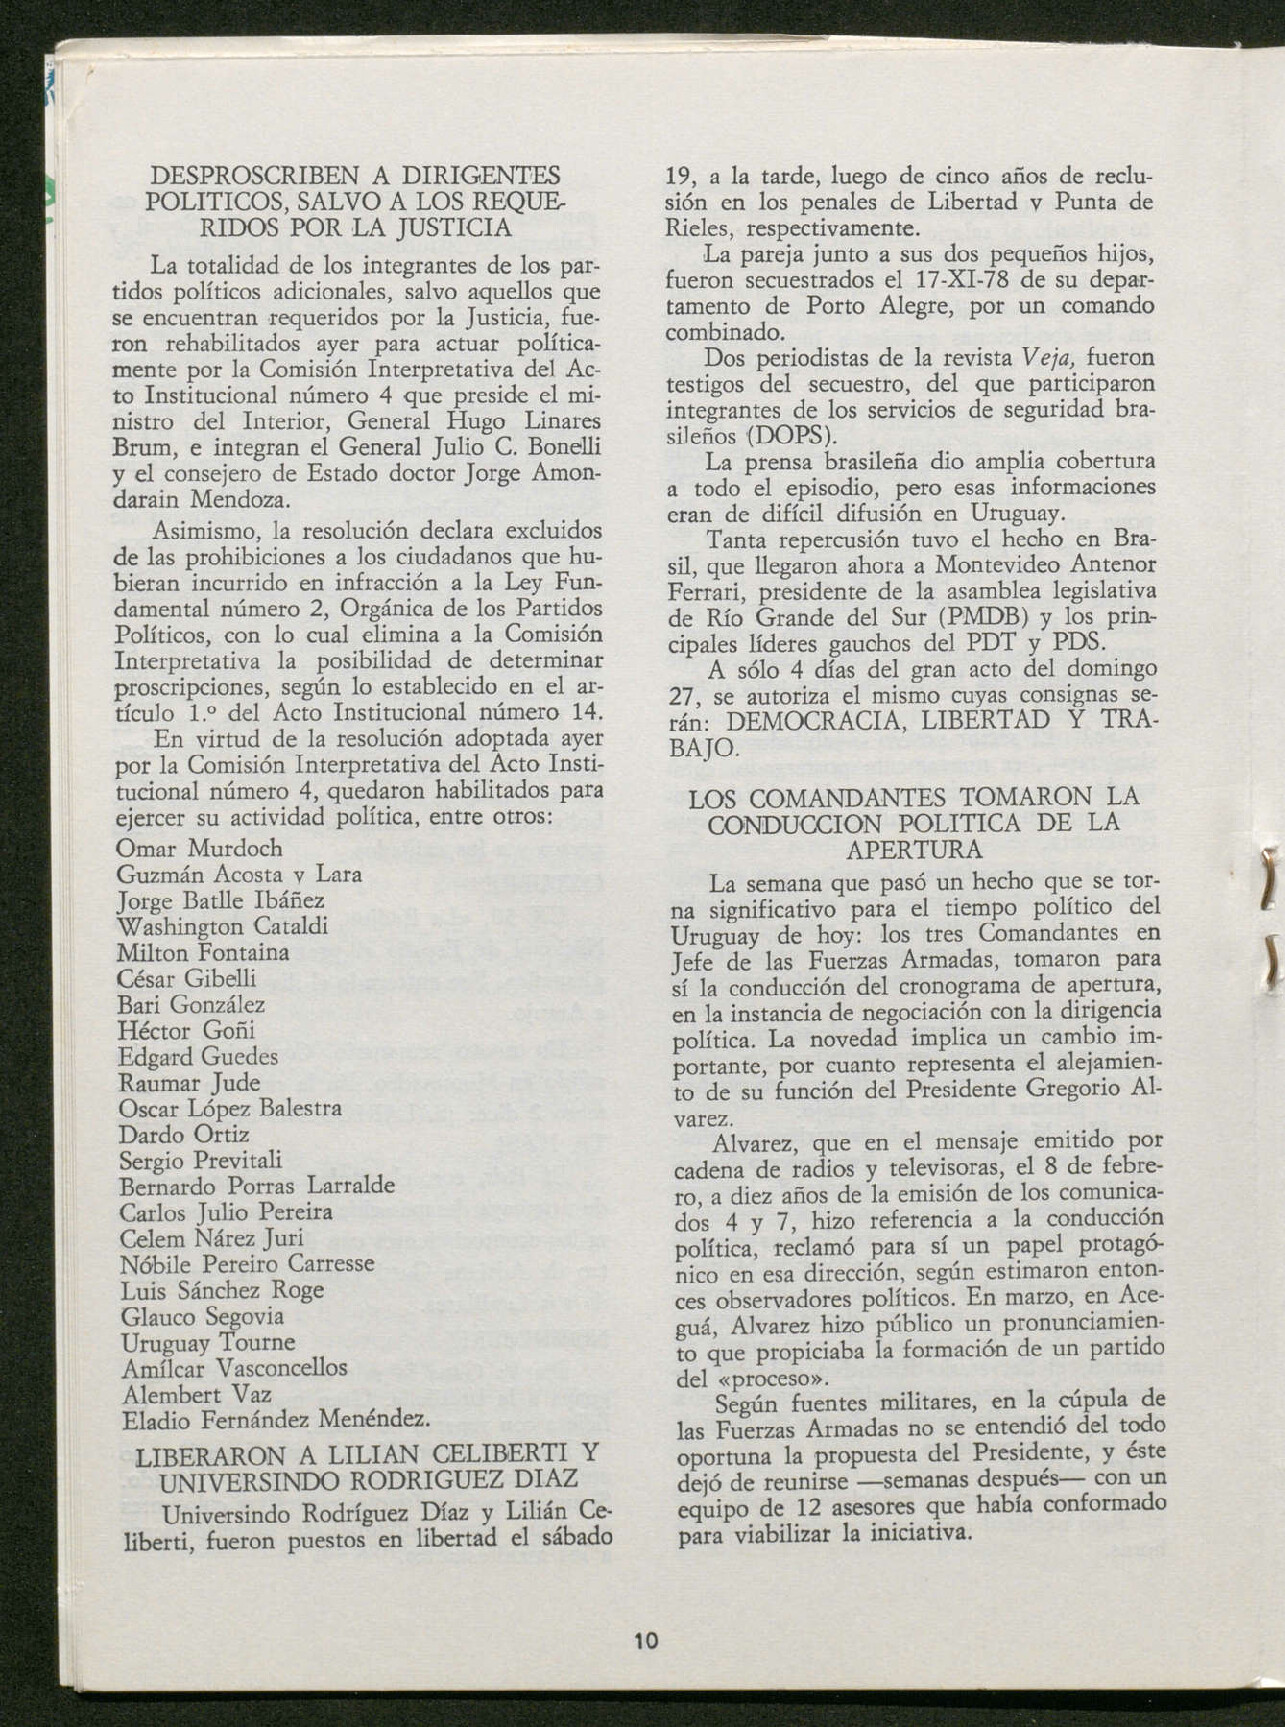 DESPROSCRIBEN A DIRIGENTES
POLITICOS, SALVO A LOS REQUE-
RIDOS POR LA JUSTICIA
La totalidad de los integrantes de los par-
tidos políticos adicionales, salvo aquellos que
se encuentran requeridos por la Justicia, fue-
ron rehabilitados ayer para actuar política-
mente por la Comisión Interpretativa del Ac-
to Institucional número 4 que preside el mi-
nistro del Interior, General Hugo Linares
Brum, e integran el General Julio C. Bonelli
y el consejero de Estado doctor Jorge Amon-
darain Mendoza.
Asimismo, la resolución declara excluidos
de las prohibiciones a los ciudadanos que hu-
bieran incurrido en infracción a la Ley Fun-
damental número 2, Orgánica de los Partidos
Políticos, con lo cual elimina a la Comisión
Interpretativa la posibilidad de determinar
proscripciones, según lo establecido en el ar-
tículo 1.º del Acto Institucional número 14.
En virtud de la resolución adoptada ayer
por la Comisión Interpretativa del Acto Insti-
tucional número 4, quedaron habilitados para
ejercer su actividad política, entre otros:
Omar Murdoch
Guzmán Acosta y Lara
Jorge Batlle Ibáñez
Washington Cataldi
Milton Fontaina
César Gibelli
Bari González
Héctor Goñi
Edgard Guedes
Raumar Jude
Oscar López Balestra
Dardo Ortiz
Sergio Previtali
Bernardo Porras Larralde
Carlos Julio Pereira
Celem Nárez Juri
Nóbile Pereiro Carresse
Luis Sánchez Roge
Glauco Segovia
Uruguay Tourne
Amílcar Vasconcellos
Alembert Vaz
Eladio Fernández Menéndez.
LIBERARON A LILIAN CELIBERTI Y
UNIVERSINDO RODRIGUEZ DIAZ
Universindo Rodríguez Díaz y Lilián Ce-
liberti, fueron puestos en libertad el sábado
19, a la tarde, luego de cinco años de reclu-
sión en los penales de Libertad y Punta de
Rieles, respectivamente.
La pareja junto a sus dos pequeños hijos,
fueron secuestrados el 17-XI-78 de su depar-
tamento de Porto Alegre, por un comando
combinado.
Dos periodistas de la revista Veja, fueron
testigos del secuestro, del que participaron
integrantes de los servicios de seguridad bra-
sileños (DOPS).
La prensa brasileña dio amplia cobertura
a todo el episodio, pero esas informaciones
eran de difícil difusión en Uruguay.
Tanta repercusión tuvo el hecho en Bra-
sil, que llegaron ahora a Montevideo Antenor
Ferrari, presidente de la asamblea legislativa
de Río Grande del Sur (PMDB) y los prin-
cipales líderes gauchos del PDT y PDS.
A sólo 4 días del gran acto del domingo
27, se autoriza el mismo cuyas consignas se-
rán: DEMOCRACIA, LIBERTAD Y TRA-
BAJO.
LOS COMANDANTES TOMARON LA
CONDUCCION POLITICA DE LA
APERTURA
La semana que pasó un hecho que se tor-
na significativo para el tiempo político del
Uruguay de hoy: los tres Comandantes en
Jefe de las Fuerzas Armadas, tomaron para
sí la conducción del cronograma de apertura,
en la instancia de negociación con la dirigencia
política. La novedad implica un cambio im-
portante, por cuanto representa el alejamien-
to de su función del Presidente Gregorio Al-
varez.
Alvarez, que en el mensaje emitido por
cadena de radios y televisoras, el 8 de febre-
ro, a diez años de la emisión de los comunica-
dos 4 y 7, hizo referencia a la conducción
política, reclamó para sí un papel protagó-
nico en esa dirección, según estimaron enton-
ces observadores políticos. En marzo, en Ace-
guá, Alvarez hizo público un pronunciamien-
to que propiciaba la formación de un partido
del «proceso».
Según fuentes militares, en la cúpula de
las Fuerzas Armadas no se entendió del todo
oportuna la propuesta del Presidente, y éste
dejó de reunirse —semanas después— con un
equipo de 12 asesores que había conformado
para viabilizar la iniciativa.
10